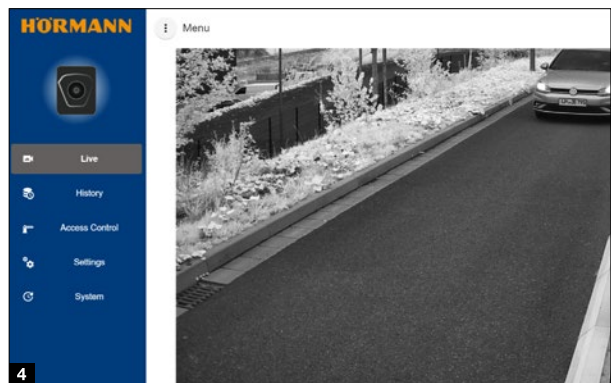 HÖRMANN
Menu
Live
History
Access Control
Settings
System
4